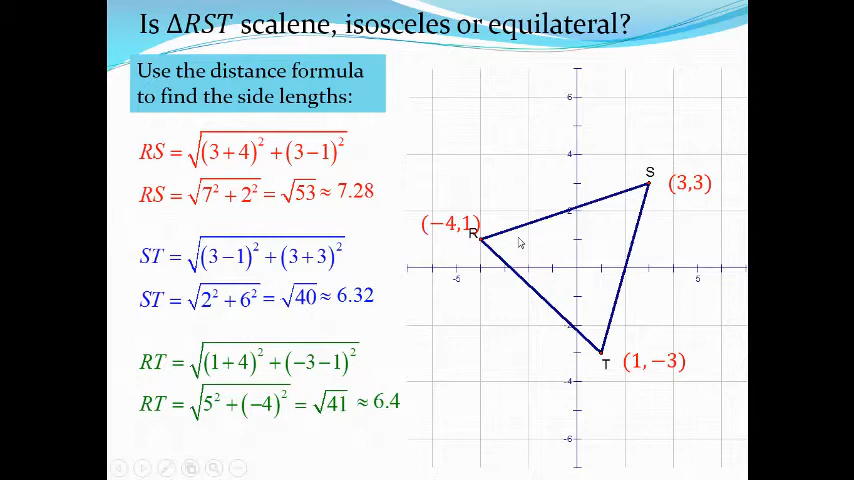 Is ΔRST scalene, isosceles or equilateral?
Use the distance formula
to find the side lengths:
RS = √((3+4)² + (3−1)²)
RS = √(7² + 2²) = √53 ≈ 7.28
ST = √((3−1)² + (3+3)²)
ST = √(2² + 6²) = √40 ≈ 6.32
RT = √((1+4)² + (−3−1)²)
RT = √(5² + (−4)²) = √41 ≈ 6.4
6
4
S
(3,3)
2
(−4,1)
R
-5
5
-2
T
(1, −3)
-4
-6